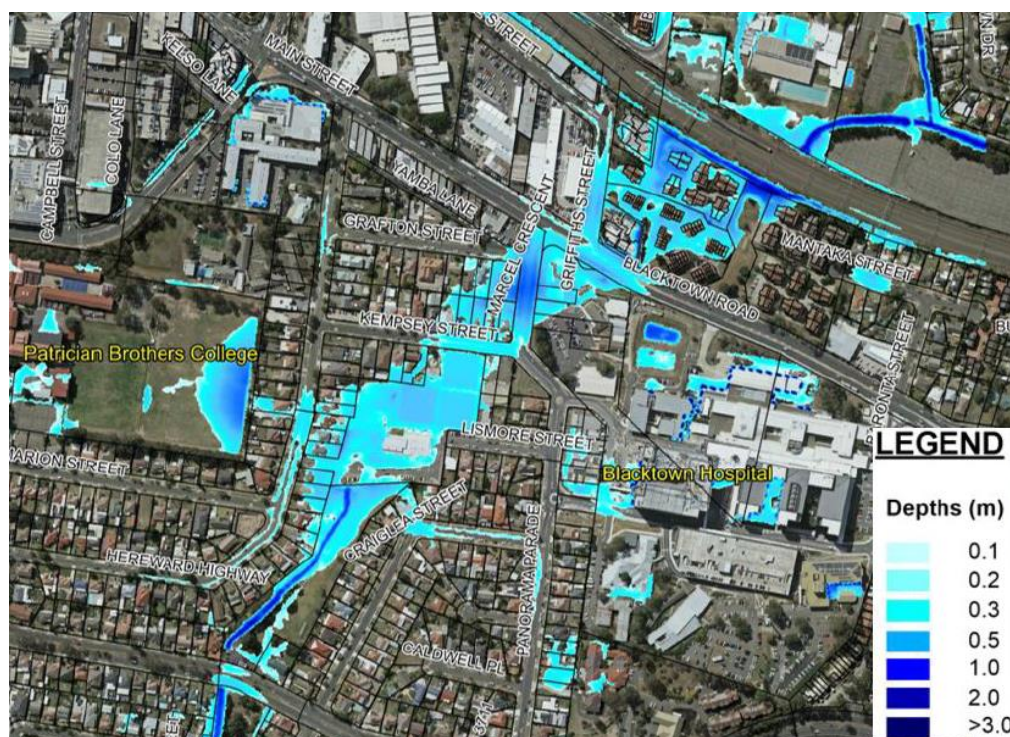 KELSO LANE
MAIN STREET
STREET
CAMPBELL STREET
COLO LANE
YAMBA LANE
GRAFTON STREET
MARCEL CRESCENT
GRIFFITHS STREET
BLACKTOWN ROAD
MANTAKA STREET
KEMPSEY STREET
Patrician Brothers College
LISMORE STREET
Blacktown Hospital
MARION STREET
CRAIGLEA STREET
HEREWARD HIGHWAY
PANORAMA PARADE
CALDWELL PL
LEGEND
Depths (m)
0.1
0.2
0.3
0.5
1.0
2.0
>3.0